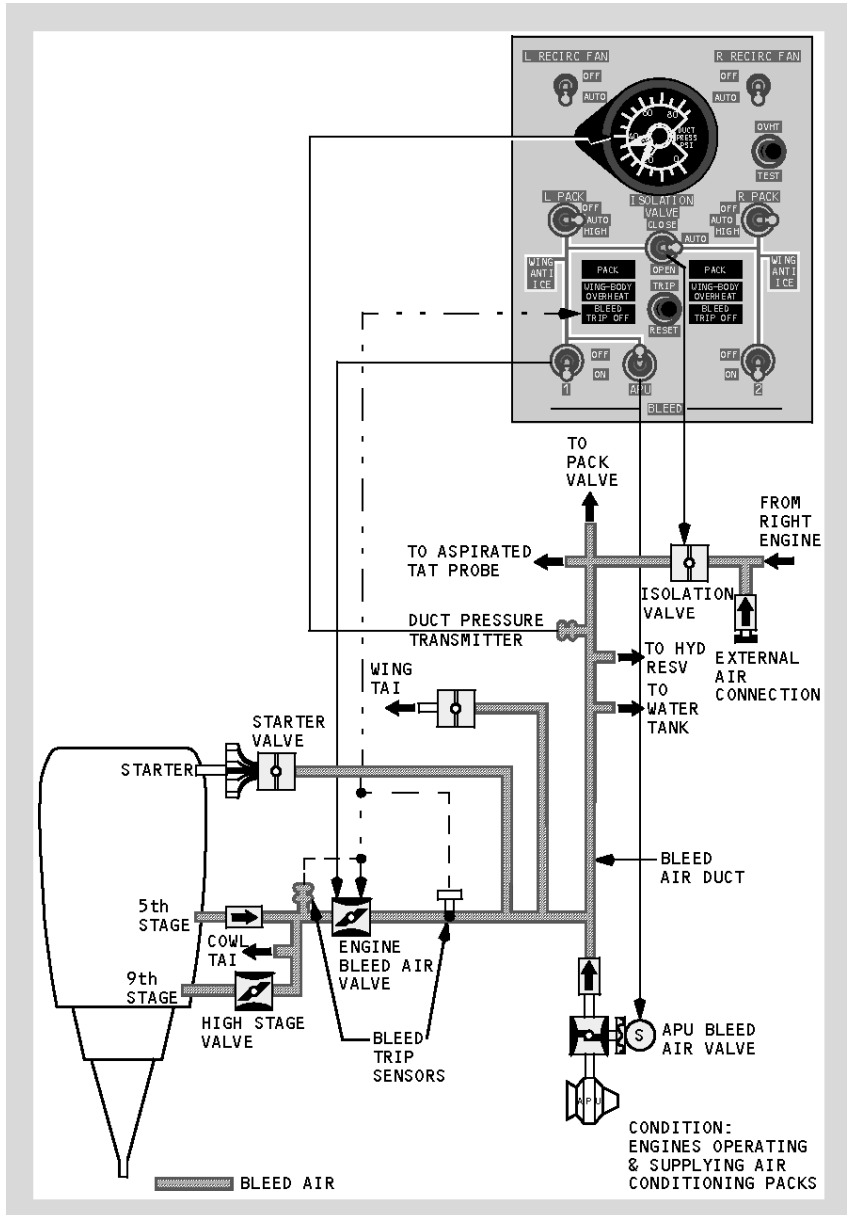 L RECIRC FAN
R RECIRC FAN
OFF
AUTO
OFF
AUTO
80
60
40
20
0
DUCT
PRESS
PSI
OVHT
TEST
L PACK
OFF
AUTO
HIGH
ISOLATION
VALVE
CLOSE
AUTO
OPEN
R PACK
OFF
AUTO
HIGH
WING
ANTI
ICE
WING
ANTI
ICE
PACK
WING-BODY
OVERHEAT
BLEED
TRIP OFF
TRIP
RESET
PACK
WING-BODY
OVERHEAT
BLEED
TRIP OFF
OFF
ON
1
APU
OFF
ON
2
BLEED
TO
PACK
VALVE
FROM
RIGHT
ENGINE
TO ASPIRATED
TAT PROBE
ISOLATION
VALVE
DUCT PRESSURE
TRANSMITTER
TO HYD
RESV
EXTERNAL
AIR
CONNECTION
WING
TAI
TO
WATER
TANK
STARTER
VALVE
STARTER
BLEED
AIR DUCT
5th
STAGE
COWL
TAI
ENGINE
BLEED AIR
VALVE
9th
STAGE
HIGH STAGE
VALVE
BLEED
TRIP
SENSORS
S
APU BLEED
AIR VALVE
APU
CONDITION:
ENGINES OPERATING
& SUPPLYING AIR
CONDITIONING PACKS
BLEED AIR